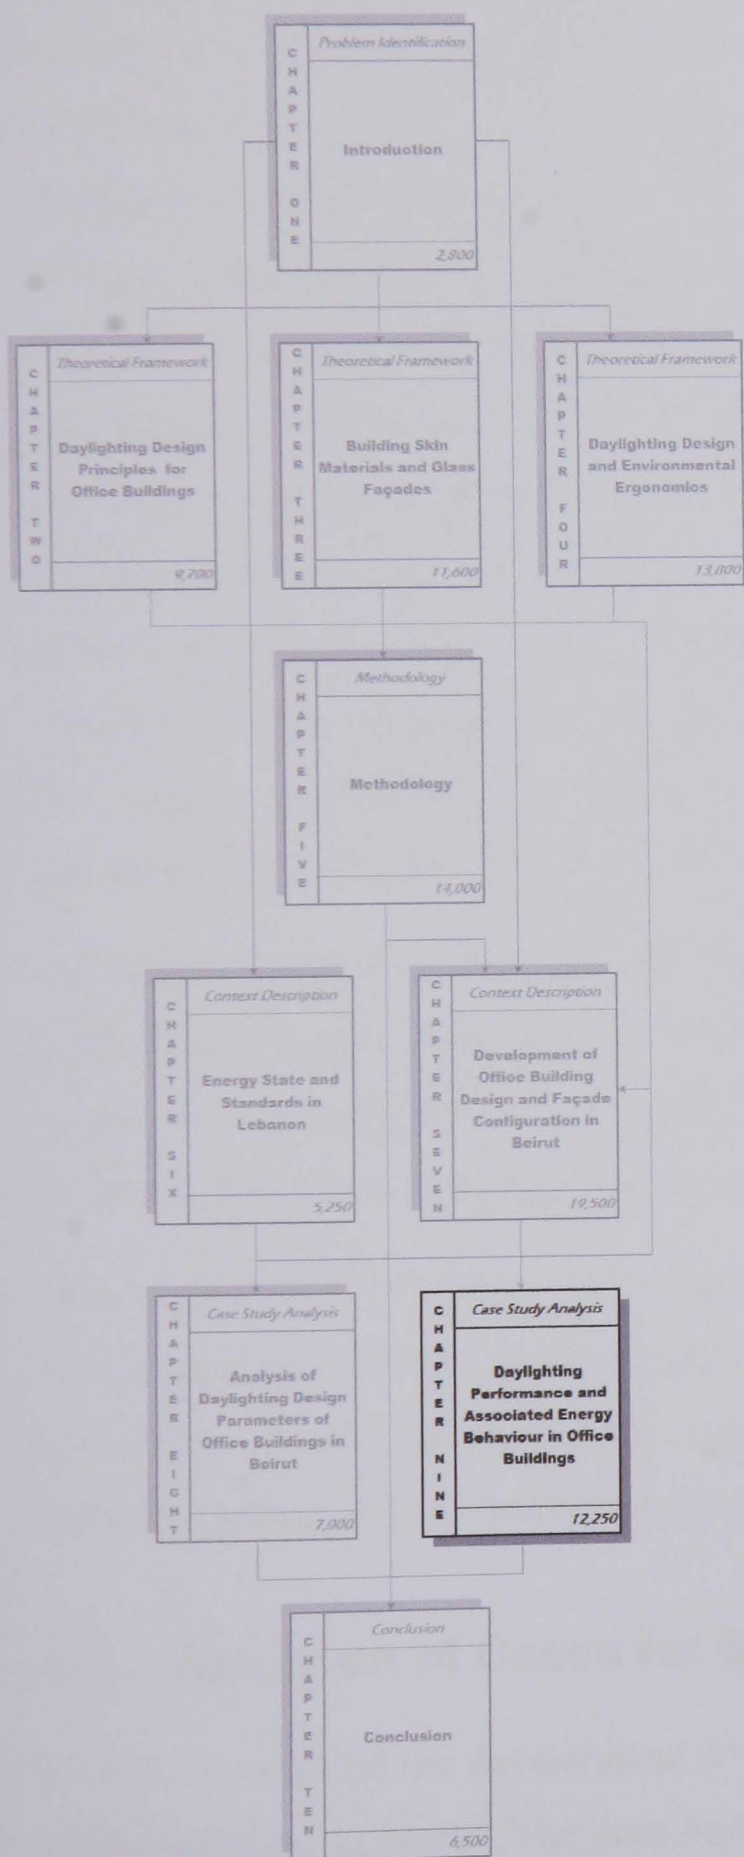 CHAPTER ONE
Problem Identification
Introduction
2,800
CHAPTER TWO
Theoretical Framework
Daylighting Design
Principles for
Office Buildings
9,200
CHAPTER THREE
Theoretical Framework
Building Skin
Materials and Glass
Façades
11,600
CHAPTER FOUR
Theoretical Framework
Daylighting Design
and Environmental
Ergonomics
13,800
CHAPTER FIVE
Methodology
Methodology
14,000
CHAPTER SIX
Context Description
Energy State and
Standards in
Lebanon
5,250
CHAPTER SEVEN
Context Description
Development of
Office Building
Design and Façade
Configuration in
Beirut
19,500
CHAPTER EIGHT
Case Study Analysis
Analysis of
Daylighting Design
Parameters of
Office Buildings in
Beirut
7,000
CHAPTER NINE
Case Study Analysis
Daylighting
Performance and
Associated Energy
Behaviour in Office
Buildings
12,250
CHAPTER TEN
Conclusion
Conclusion
6,500